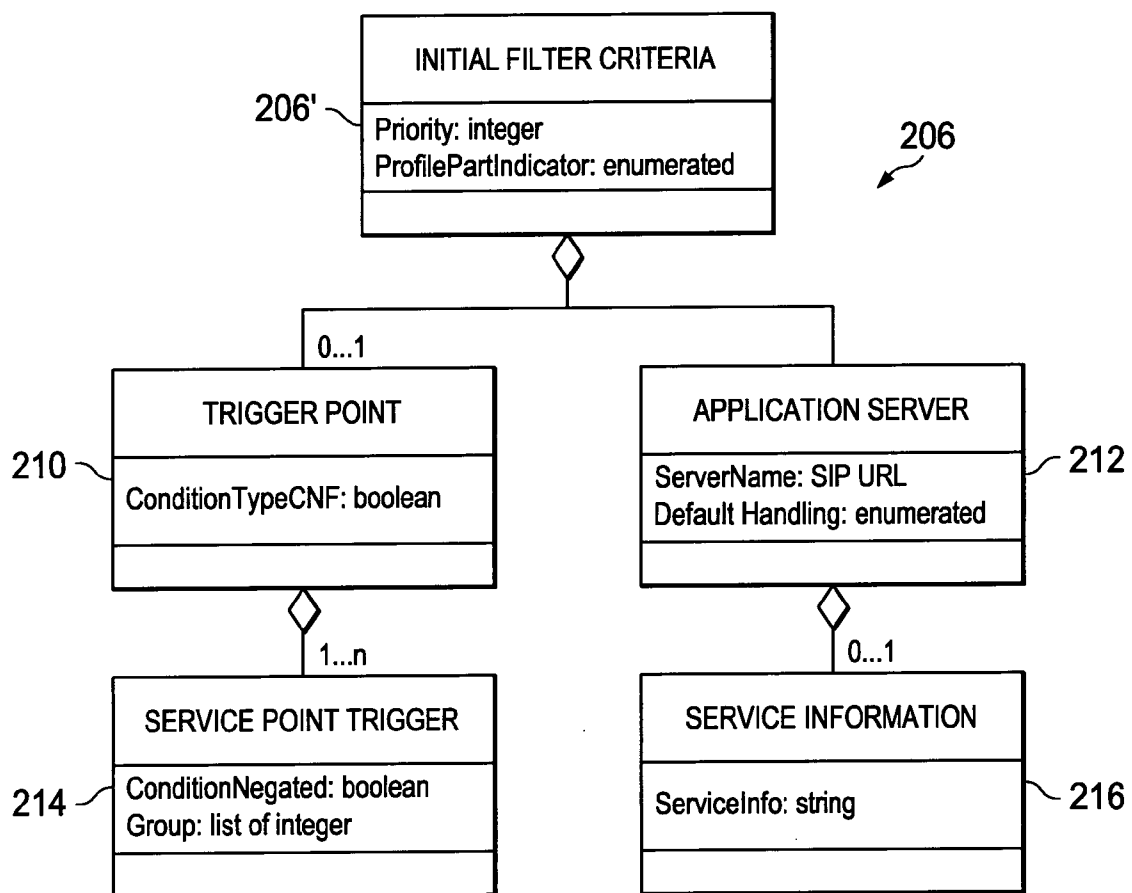 INITIAL FILTER CRITERIA
206'
Priority: integer
ProfilePartIndicator: enumerated
206
0...1
TRIGGER POINT
210
ConditionTypeCNF: boolean
APPLICATION SERVER
ServerName: SIP URL
Default Handling: enumerated
212
1...n
0...1
SERVICE POINT TRIGGER
214
ConditionNegated: boolean
Group: list of integer
SERVICE INFORMATION
ServiceInfo: string
216